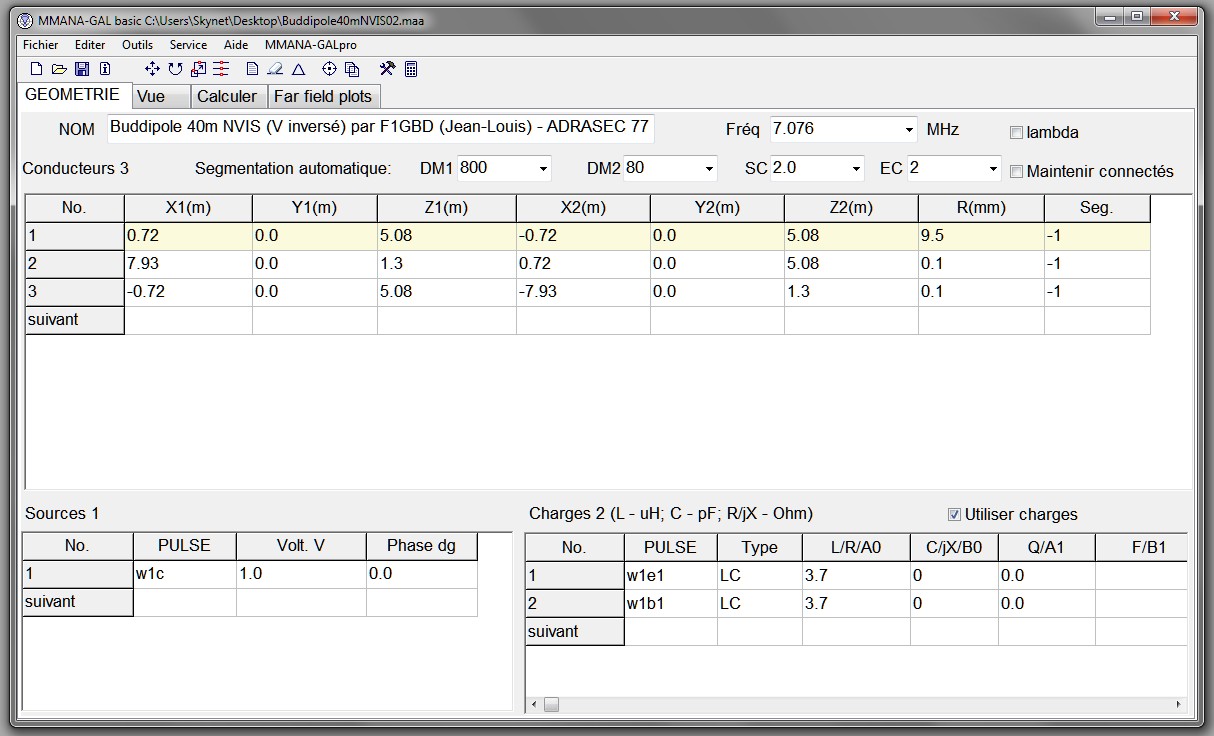 MMANA-GAL basic C:\Users\Skynet\Desktop\Buddipole40mNVIS02.maa
Fichier Editer Outils Service Aide MMANA-GALpro
GEOMETRIE Vue Calculer Far field plots
NOM Buddipole 40m NVIS (V inversé) par F1GBD (Jean-Louis) - ADRASEC 77 Fréq 7.076 MHz lambda
Conducteurs 3 Segmentation automatique: DM1 800 DM2 80 SC 2.0 EC 2 Maintenir connectés
No. X1(m) Y1(m) Z1(m) X2(m) Y2(m) Z2(m) R(mm) Seg.
1 0.72 0.0 5.08 -0.72 0.0 5.08 9.5 -1
2 7.93 0.0 1.3 0.72 0.0 5.08 0.1 -1
3 -0.72 0.0 5.08 -7.93 0.0 1.3 0.1 -1
suivant
Sources 1
No. PULSE Volt. V Phase dg
1 w1c 1.0 0.0
suivant
Charges 2 (L - uH; C - pF; R/jX - Ohm) Utiliser charges
No. PULSE Type L/R/A0 C/jX/B0 Q/A1 F/B1
1 w1e1 LC 3.7 0 0.0
2 w1b1 LC 3.7 0 0.0
suivant